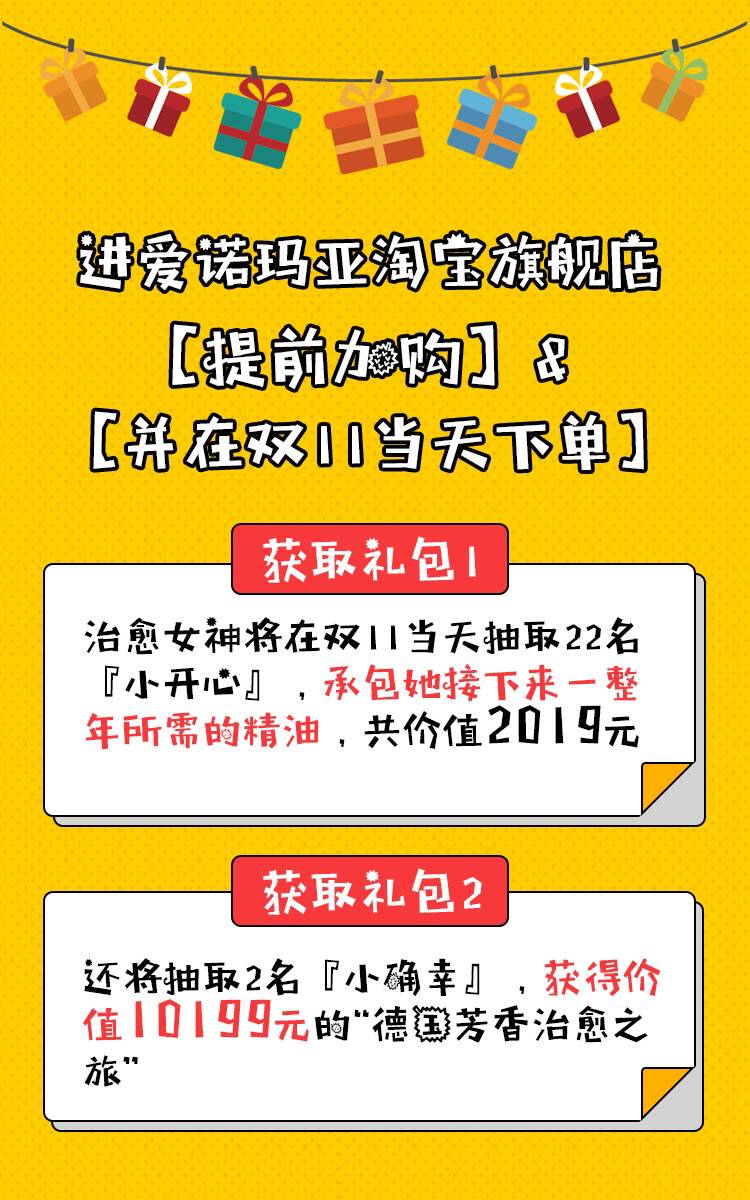 进爱诺玛亚淘宝旗舰店
【提前加购】&
【并在双11当天下单】
获取礼包1
治愈女神将在双11当天抽取22名
『小开心』，承包她接下来一整
年所需的精油，共价值2019元
获取礼包2
还将抽取2名『小确幸』，获得价
值10199元的“德国芳香治愈之
旅”